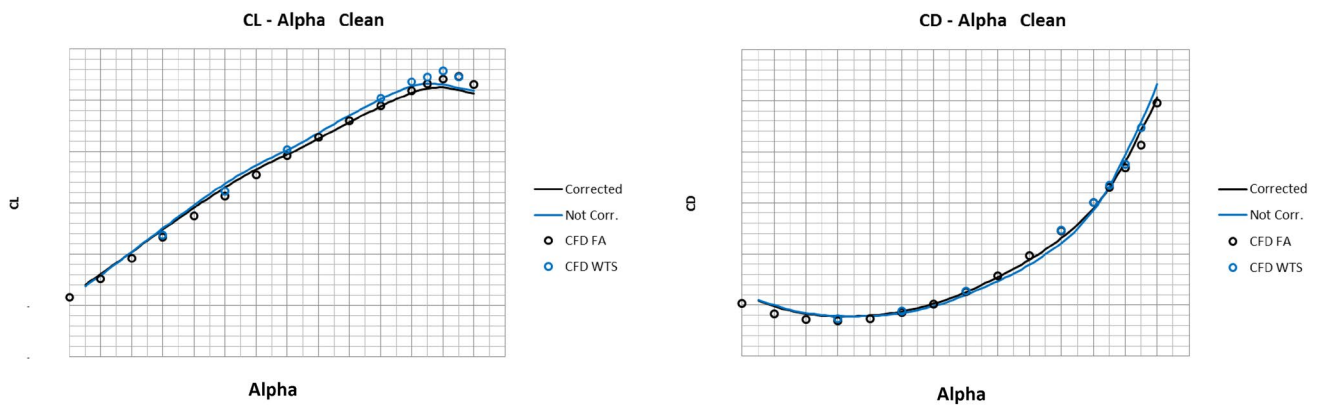 CL - Alpha Clean
CL
Corrected
Not Corr.
CFD FA
CFD WTS
Alpha
CD - Alpha Clean
CD
Corrected
Not Corr.
CFD FA
CFD WTS
Alpha